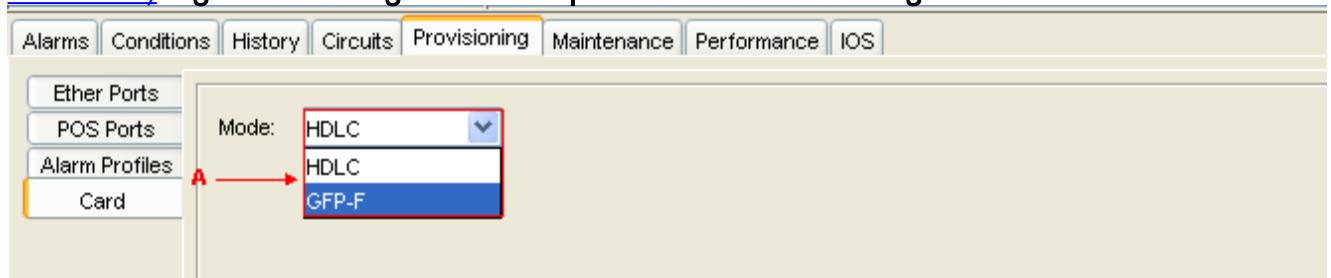 Alarms Conditions History Circuits Provisioning Maintenance Performance IOS
Ether Ports
POS Ports
Alarm Profiles
Card
Mode: HDLC
HDLC
A
GFP-F